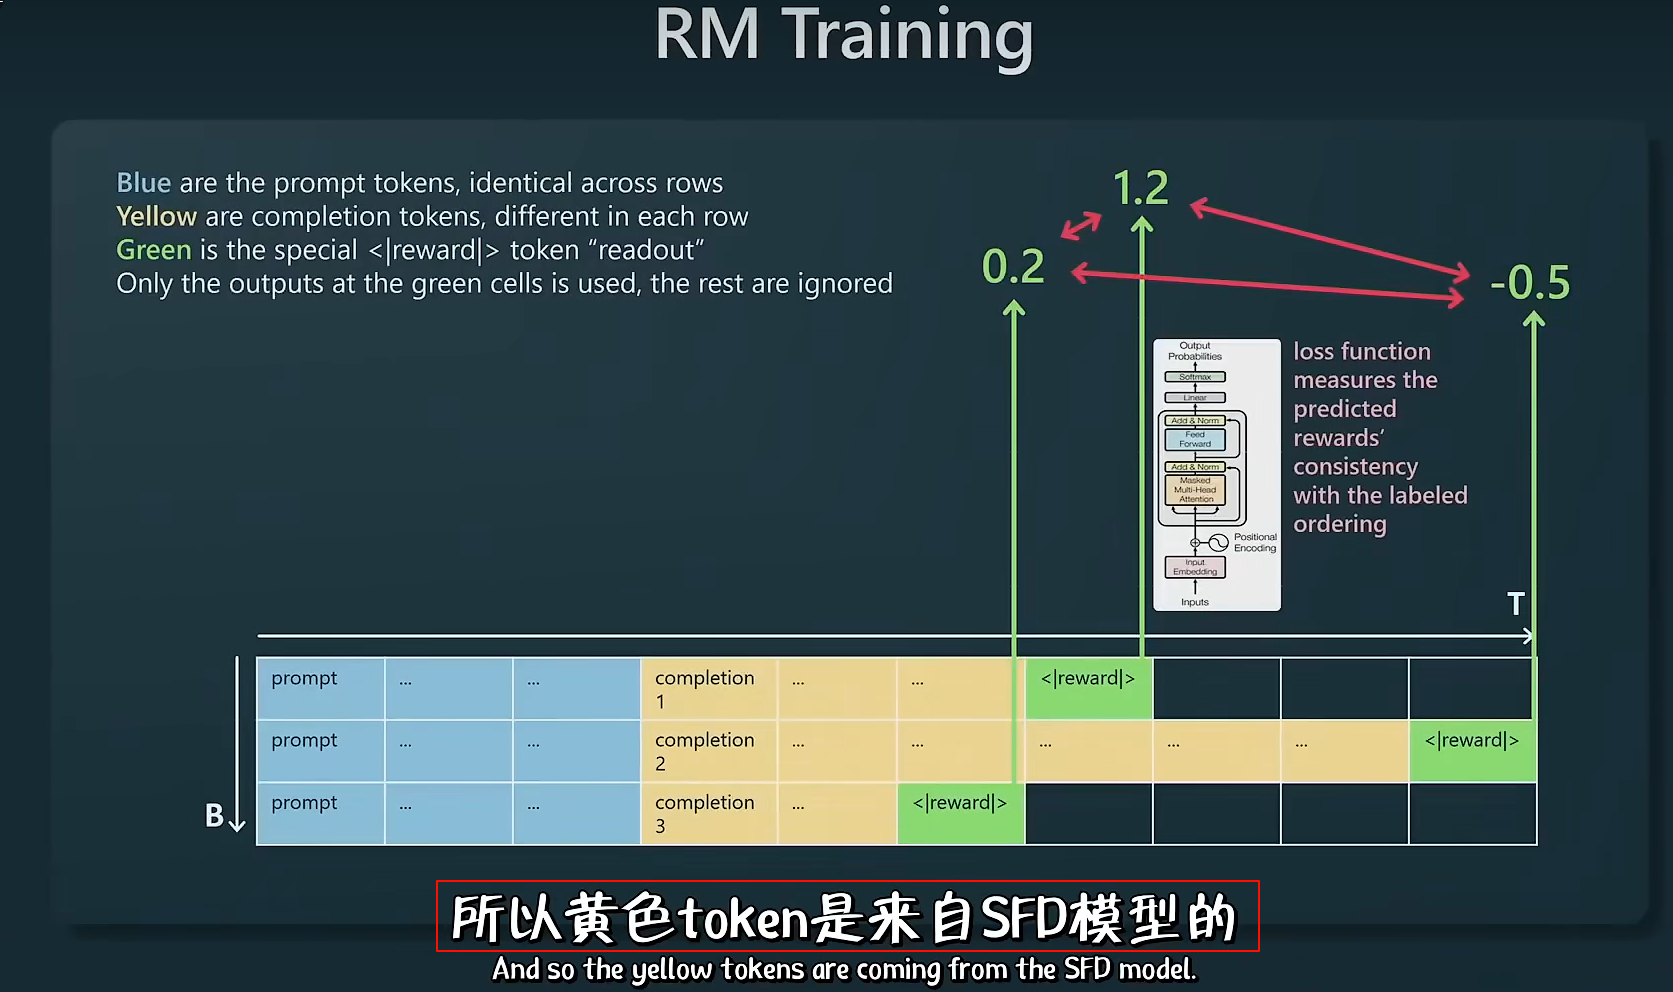 RM Training
Blue are the prompt tokens, identical across rows
Yellow are completion tokens, different in each row
Green is the special <|reward|> token “readout”
Only the outputs at the green cells is used, the rest are ignored
1.2
0.2
-0.5
Output
Probabilities
Softmax
Linear
Add & Norm
Feed
Forward
Add & Norm
Masked
Multi-Head
Attention
Positional
Encoding
Input
Embedding
Inputs
loss function
measures the
predicted
rewards’
consistency
with the labeled
ordering
T
B
prompt ... ... completion 1 ... ... <|reward|>
prompt ... ... completion 2 ... ... ... ... ... <|reward|>
prompt ... ... completion 3 ... <|reward|>
所以黄色token是来自SFD模型的
And so the yellow tokens are coming from the SFD model.